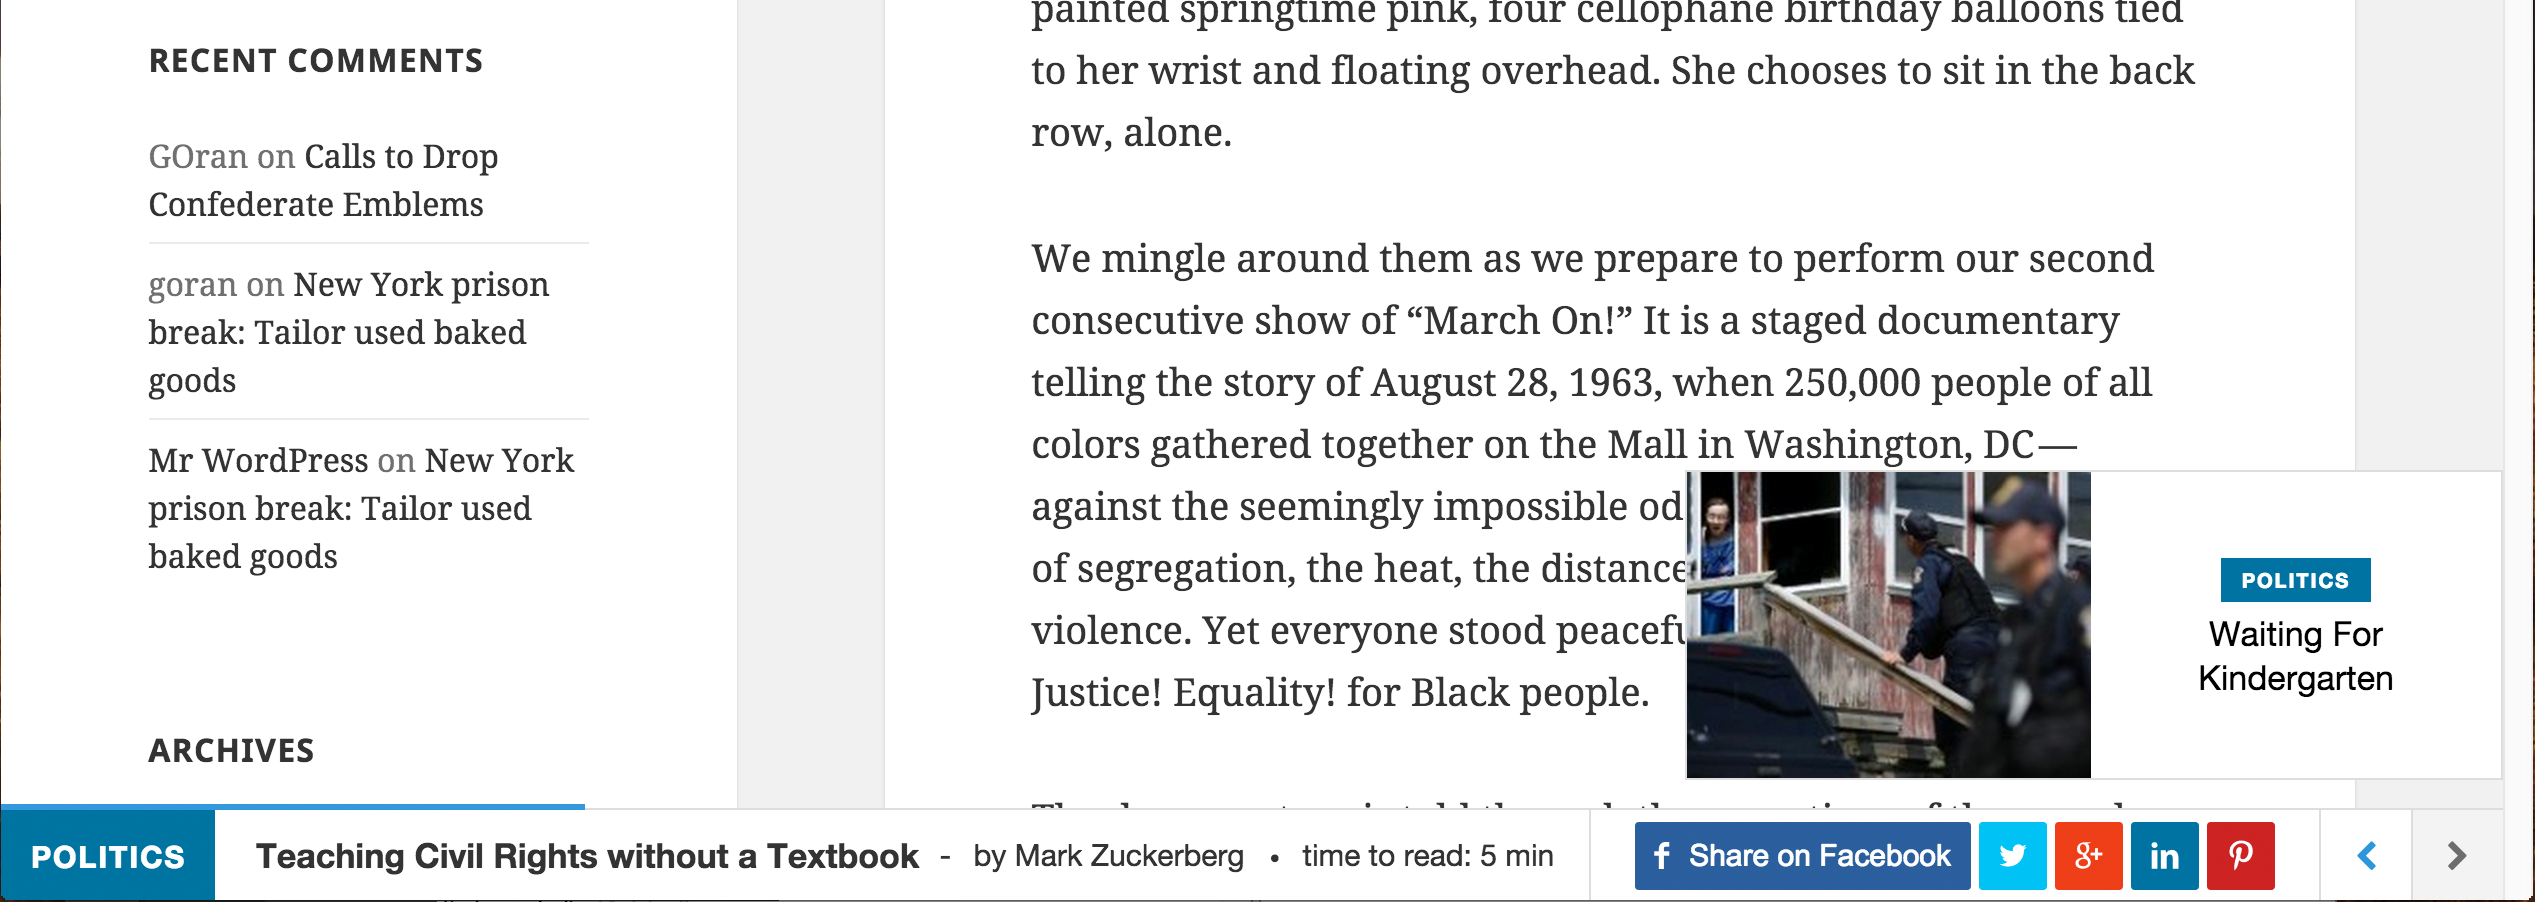 RECENT COMMENTS
GOran on Calls to Drop
Confederate Emblems
goran on New York prison
break: Tailor used baked
goods
Mr WordPress on New York
prison break: Tailor used
baked goods
ARCHIVES
painted springtime pink, four cellophane birthday balloons tied
to her wrist and floating overhead. She chooses to sit in the back
row, alone.
We mingle around them as we prepare to perform our second
consecutive show of “March On!” It is a staged documentary
telling the story of August 28, 1963, when 250,000 people of all
colors gathered together on the Mall in Washington, DC—
against the seemingly impossible od
of segregation, the heat, the distance
violence. Yet everyone stood peacefu
Justice! Equality! for Black people.
POLITICS
Waiting For
Kindergarten
POLITICS Teaching Civil Rights without a Textbook - by Mark Zuckerberg • time to read: 5 min f Share on Facebook g+ in